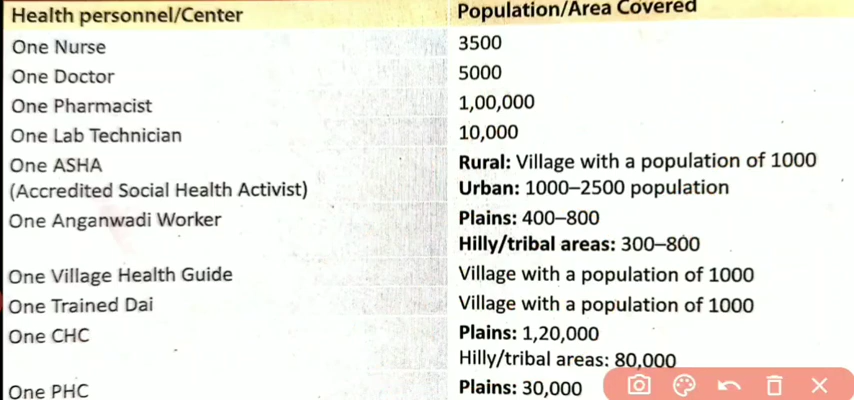 Health personnel/Center Population/Area Covered
One Nurse 3500
One Doctor 5000
One Pharmacist 1,00,000
One Lab Technician 10,000
One ASHA Rural: Village with a population of 1000
(Accredited Social Health Activist) Urban: 1000–2500 population
One Anganwadi Worker Plains: 400–800
Hilly/tribal areas: 300–800
One Village Health Guide Village with a population of 1000
One Trained Dai Village with a population of 1000
One CHC Plains: 1,20,000
Hilly/tribal areas: 80,000
One PHC Plains: 30,000